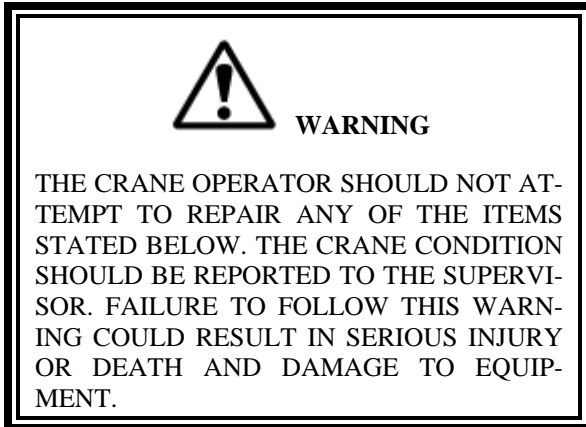 WARNING
THE CRANE OPERATOR SHOULD NOT AT-
TEMPT TO REPAIR ANY OF THE ITEMS
STATED BELOW. THE CRANE CONDITION
SHOULD BE REPORTED TO THE SUPERVI-
SOR. FAILURE TO FOLLOW THIS WARN-
ING COULD RESULT IN SERIOUS INJURY
OR DEATH AND DAMAGE TO EQUIP-
MENT.